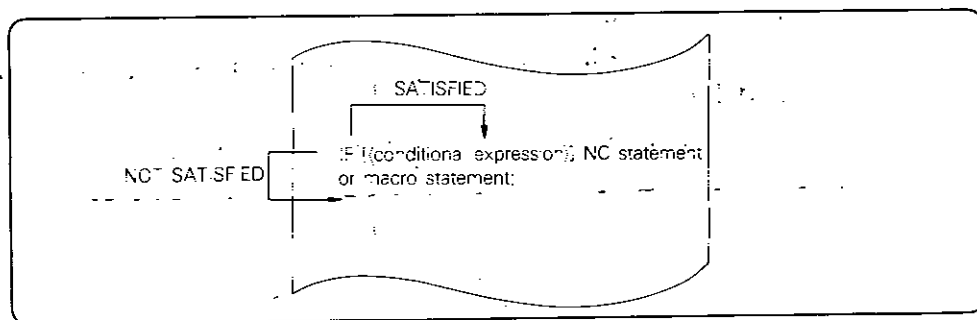 SATISFIED
IF [(conditional expression)] NC statement
NOT SATISFIED
or macro statement;